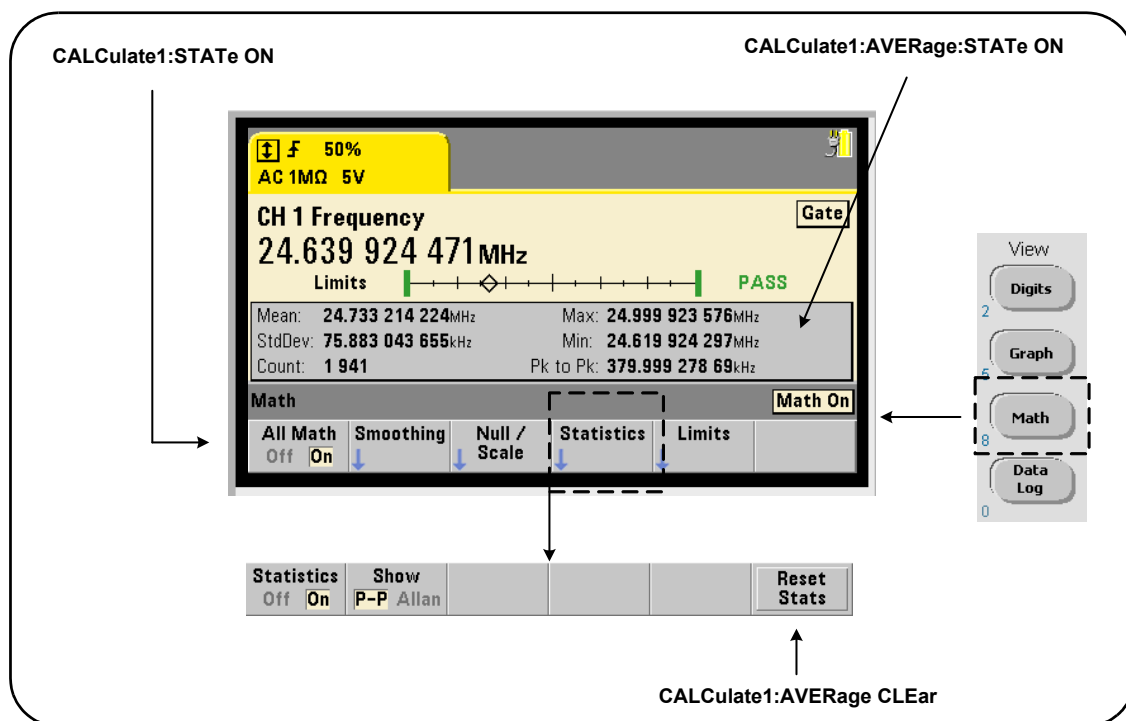 CALCulate1:STATe ON
CALCulate1:AVERage:STATe ON
50%
AC 1MΩ 5V
CH 1 Frequency
Gate
24.639 924 471 MHz
Limits
PASS
Mean: 24.733 214 224MHz Max: 24.999 923 576MHz
StdDev: 75.883 043 655kHz Min: 24.619 924 297MHz
Count: 1 941 Pk to Pk: 379.999 278 69kHz
Math
Math On
All Math Smoothing Null / Statistics Limits
Off On Scale
View
Digits
2
Graph
5
Math
8
Data
Log
0
Statistics Show Reset
Off On P-P Allan Stats
CALCulate1:AVERage CLEar